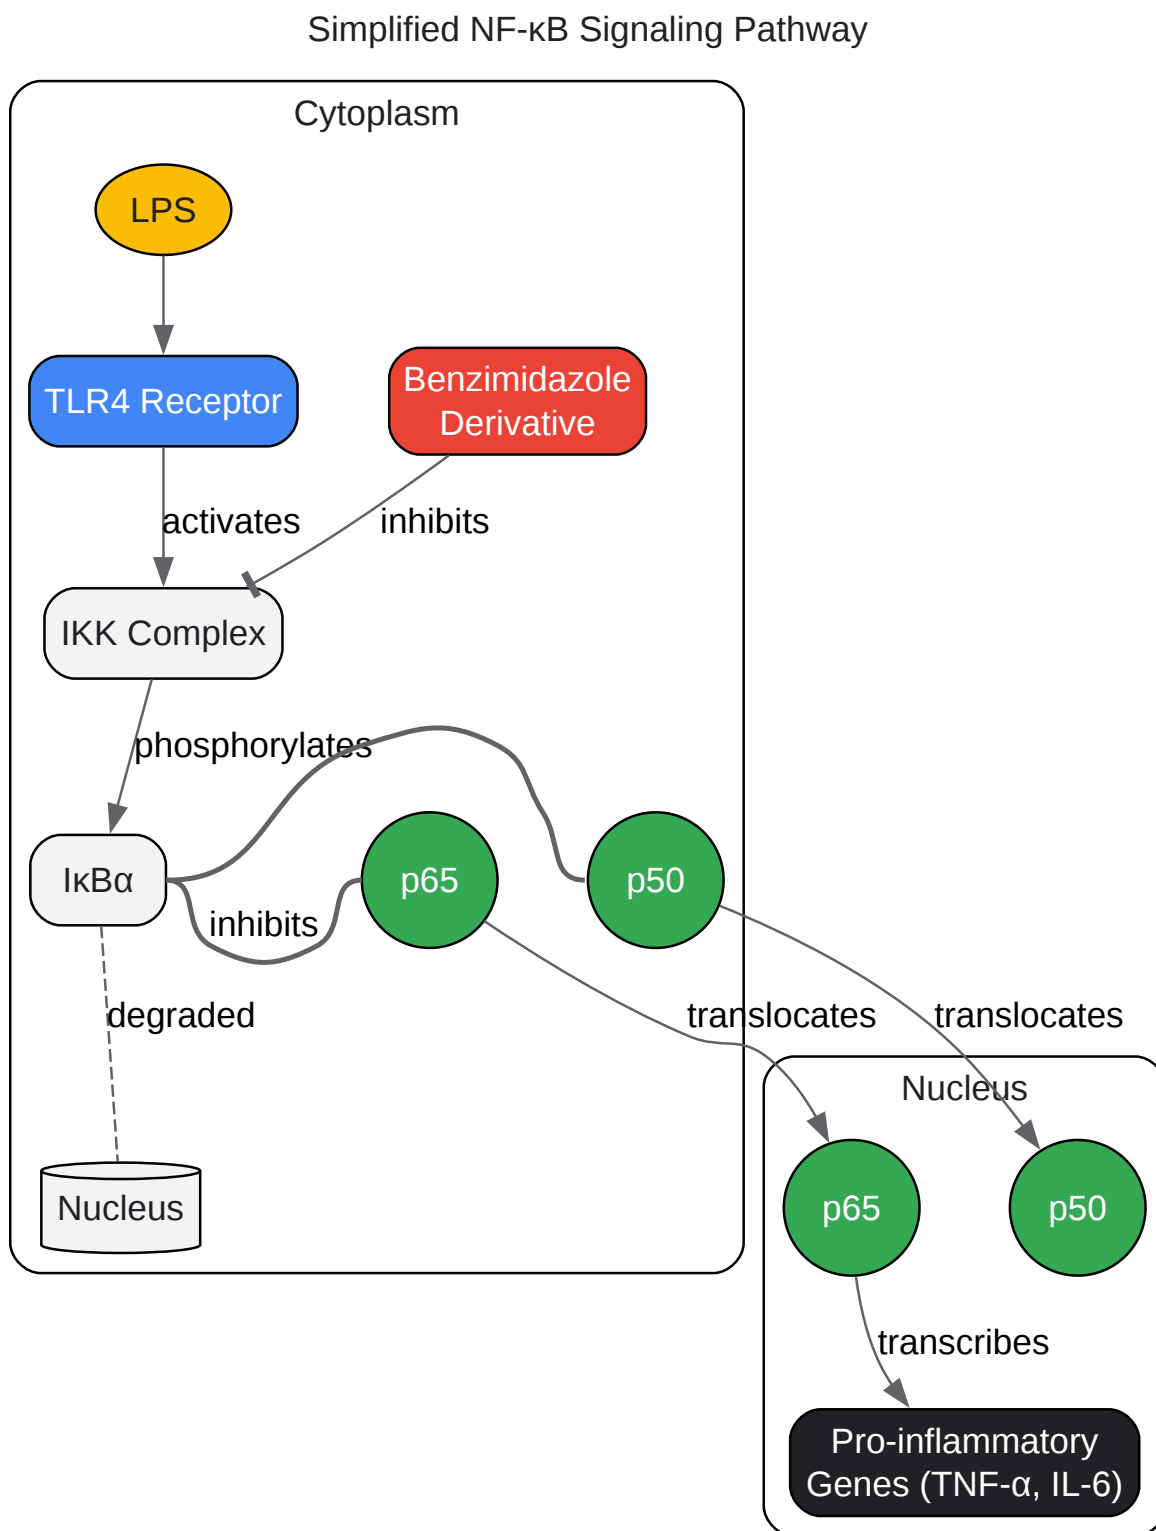 Simplified NF-κB Signaling Pathway
Cytoplasm
LPS
TLR4 Receptor
Benzimidazole
Derivative
activates
inhibits
IKK Complex
phosphorylates
IκBα
p65
p50
inhibits
degraded
translocates
translocates
Nucleus
Nucleus
p65
p50
transcribes
Pro-inflammatory
Genes (TNF-α, IL-6)